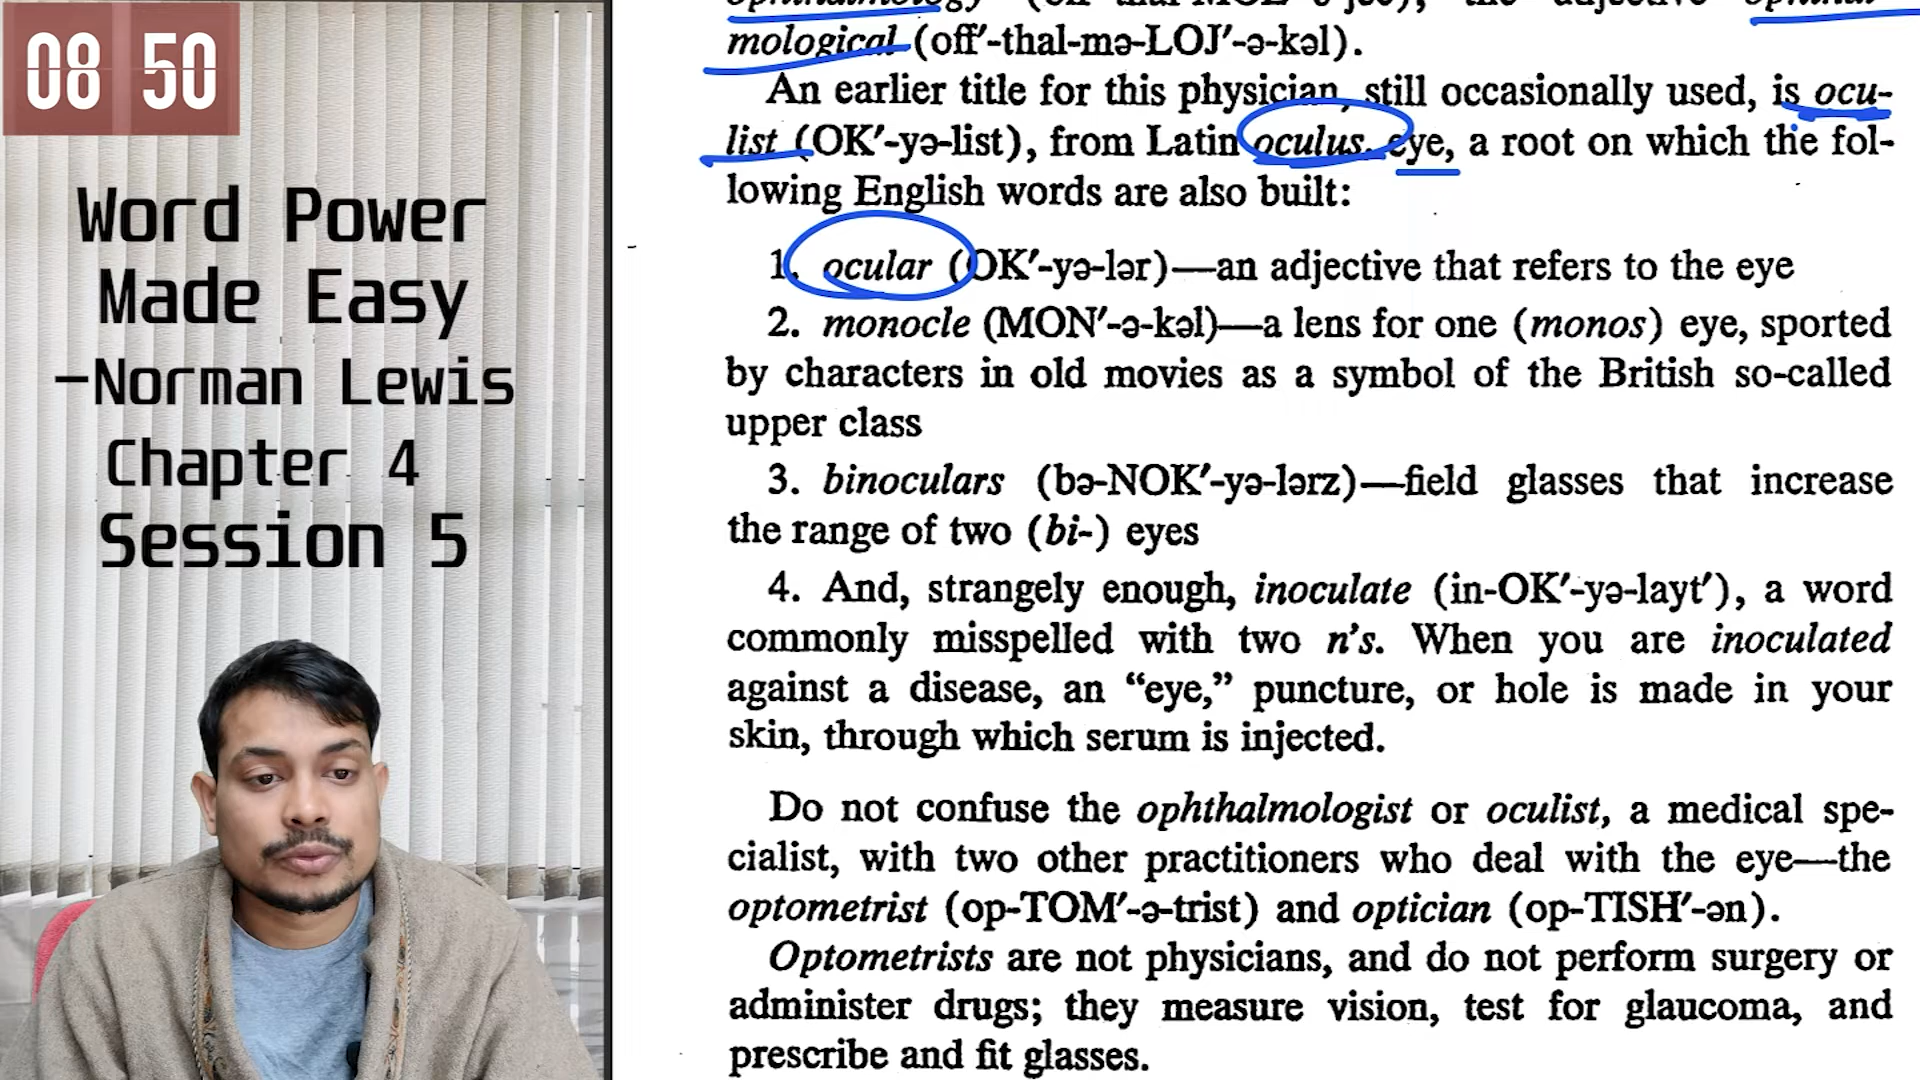 08 50
Word Power
Made Easy
-Norman Lewis
Chapter 4
Session 5
mological (off′-thal-mə-LOJ′-ə-kəl).
An earlier title for this physician, still occasionally used, is ocu-
list (OK′-yə-list), from Latin oculus, eye, a root on which the fol-
lowing English words are also built:
1. ocular (OK′-yə-lər)—an adjective that refers to the eye
2. monocle (MON′-ə-kəl)—a lens for one (monos) eye, sported
by characters in old movies as a symbol of the British so-called
upper class
3. binoculars (bə-NOK′-yə-lərz)—field glasses that increase
the range of two (bi-) eyes
4. And, strangely enough, inoculate (in-OK′-yə-layt′), a word
commonly misspelled with two n's. When you are inoculated
against a disease, an “eye,” puncture, or hole is made in your
skin, through which serum is injected.
Do not confuse the ophthalmologist or oculist, a medical spe-
cialist, with two other practitioners who deal with the eye—the
optometrist (op-TOM′-ə-trist) and optician (op-TISH′-ən).
Optometrists are not physicians, and do not perform surgery or
administer drugs; they measure vision, test for glaucoma, and
prescribe and fit glasses.